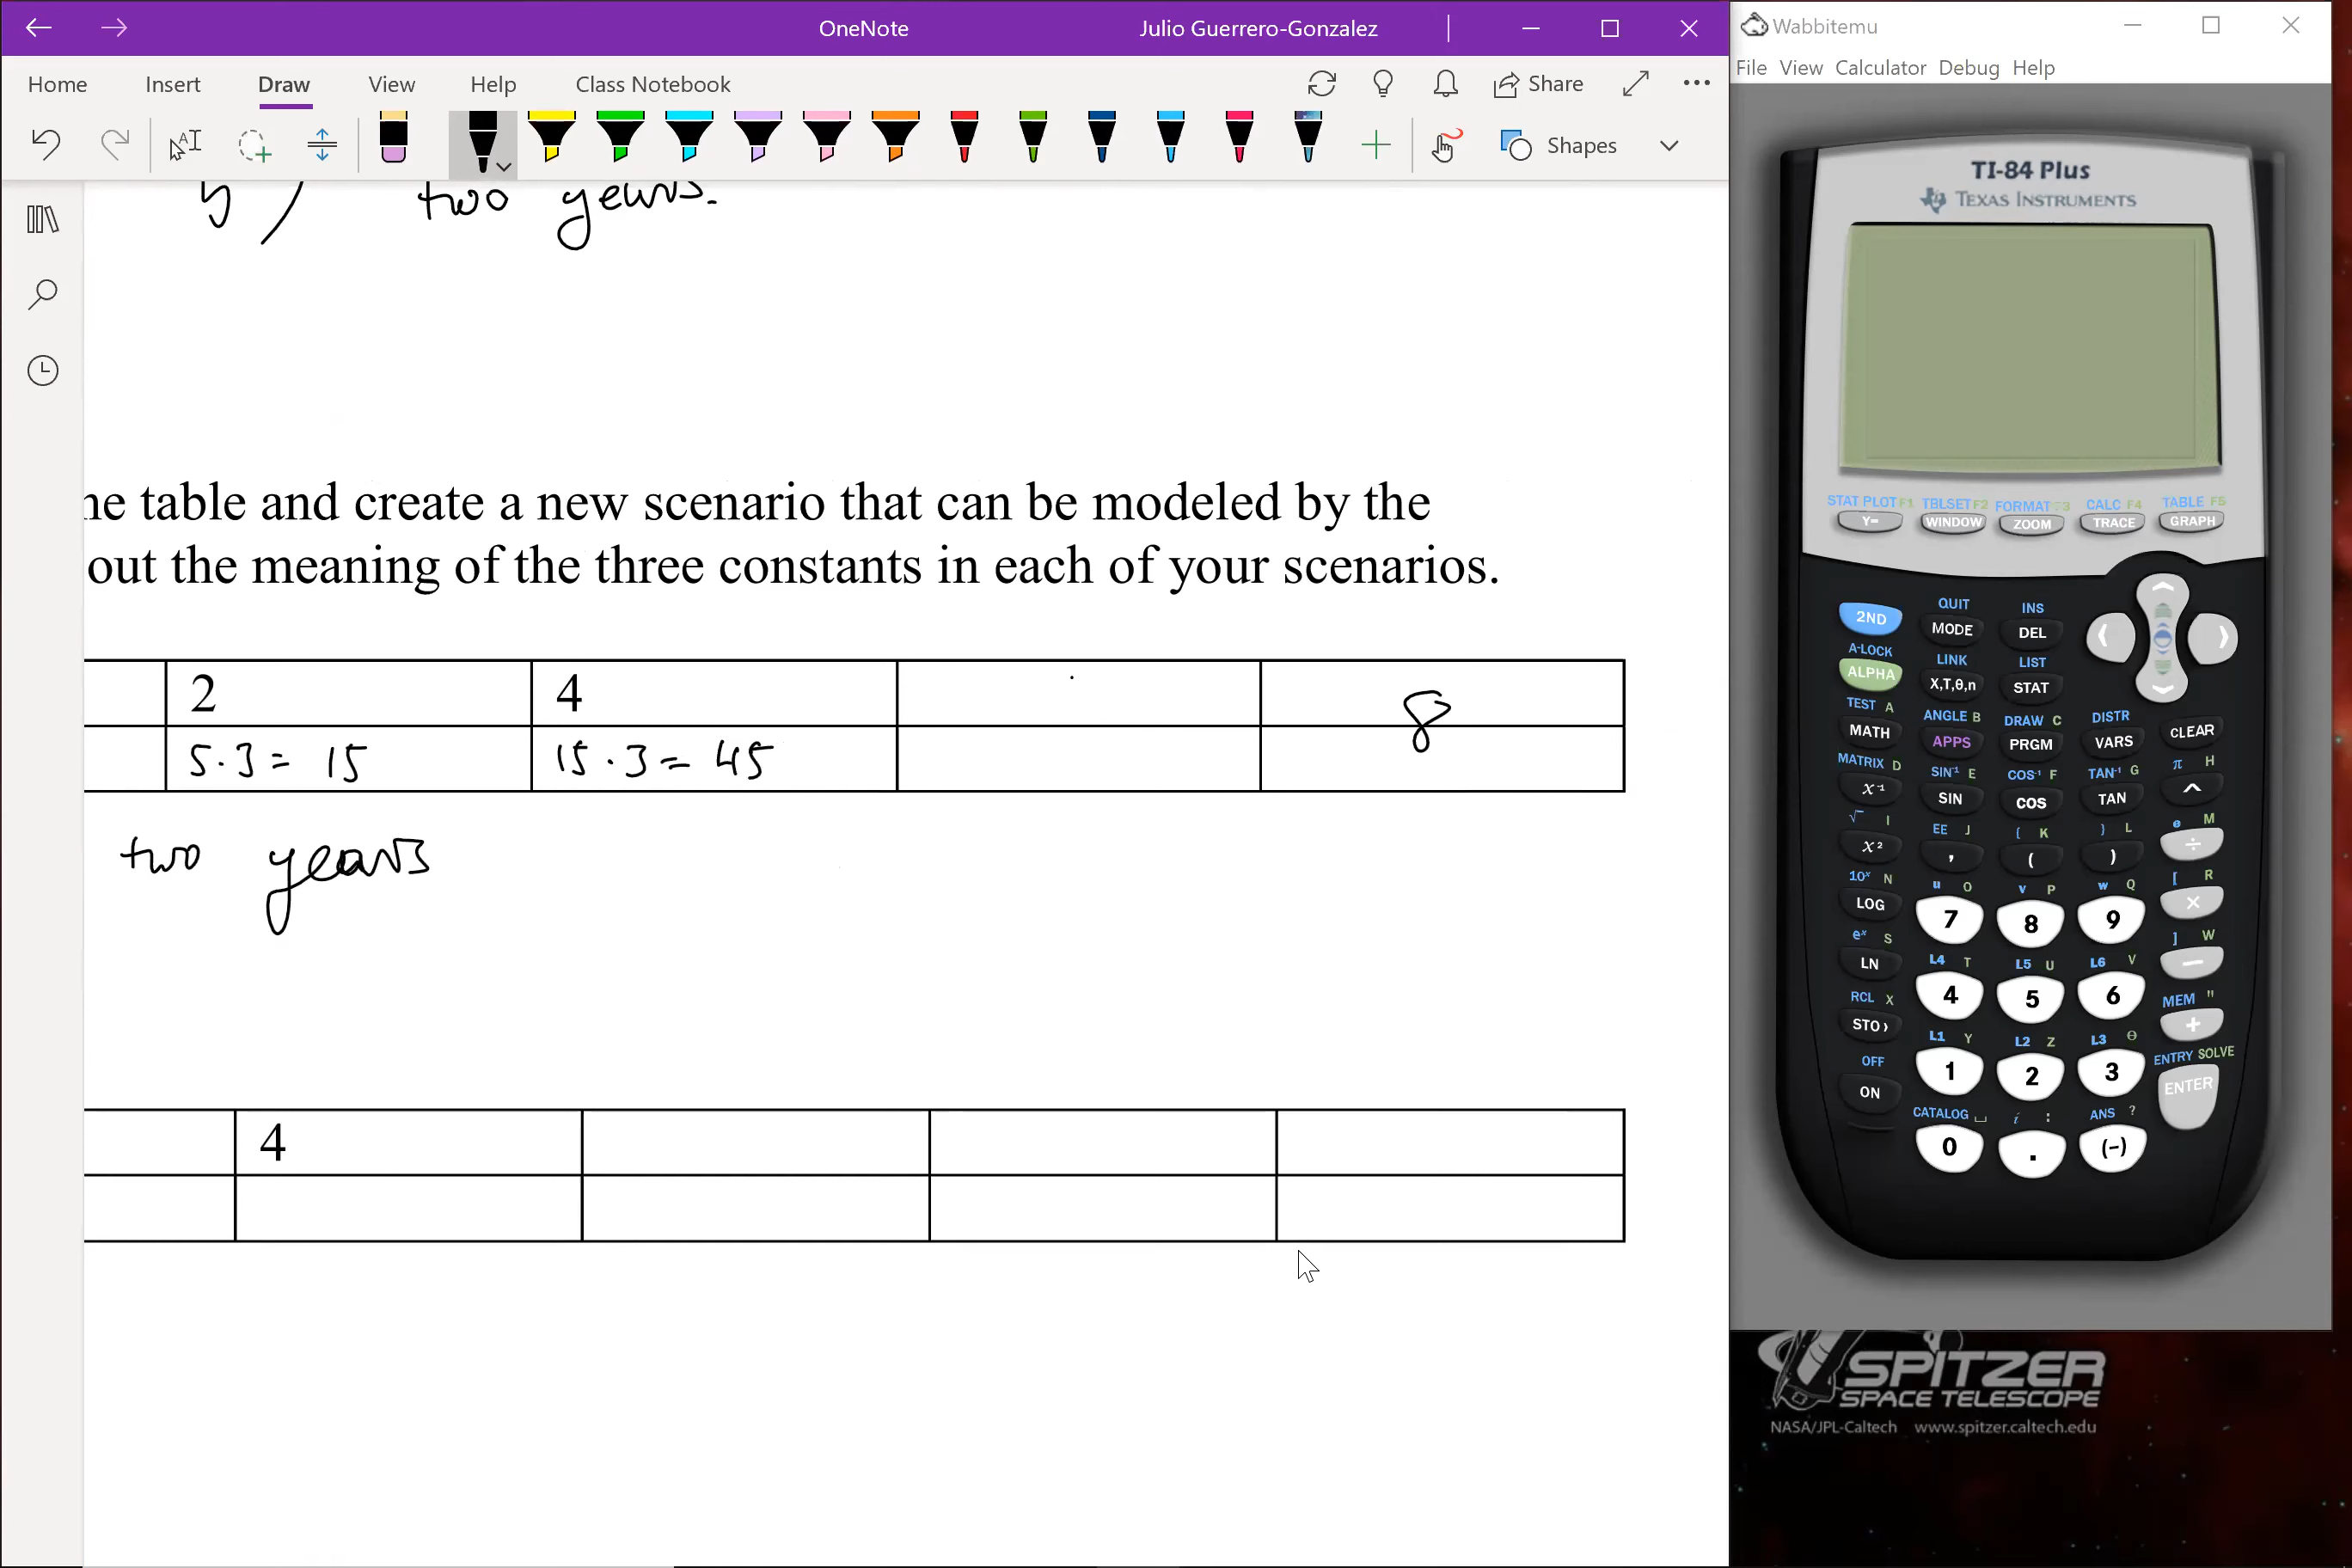 OneNote
Julio Guerrero-Gonzalez
Home Insert Draw View Help Class Notebook
Share
Shapes
two years.
he table and create a new scenario that can be modeled by the
out the meaning of the three constants in each of your scenarios.
2 4 8
5·3= 15 15·3= 45
two years
4
Wabbitemu
File View Calculator Debug Help
TI-84 Plus
TEXAS INSTRUMENTS
STAT PLOT F1 TBLSET F2 FORMAT F3 CALC F4 TABLE F5
Y= WINDOW ZOOM TRACE GRAPH
QUIT INS
2ND MODE DEL
A-LOCK LINK LIST
ALPHA X,T,θ,n STAT
TEST A ANGLE B DRAW C DISTR
MATH APPS PRGM VARS CLEAR
MATRIX D SIN⁻¹ E COS⁻¹ F TAN⁻¹ G π H
x⁻¹ SIN COS TAN ^
√ I EE J { K } L e M
x² , ( ) ÷
10ˣ N u O v P w Q [ R
LOG 7 8 9 ×
eˣ S L4 T L5 U L6 V ] W
LN 4 5 6 −
RCL X L1 Y L2 Z L3 θ MEM "
STO› 1 2 3 +
OFF CATALOG i : ANS ? ENTRY SOLVE
ON 0 . (−) ENTER
SPITZER
SPACE TELESCOPE
NASA/JPL-Caltech www.spitzer.caltech.edu